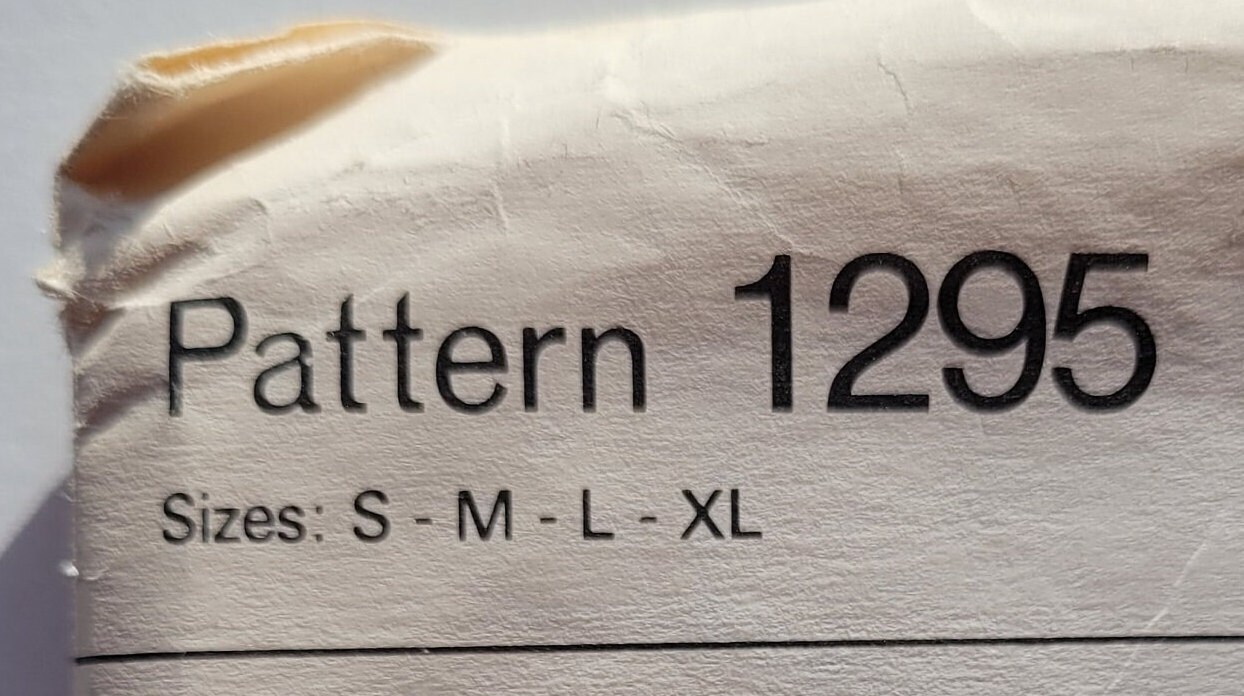 Pattern 1295
Sizes: S - M - L - XL